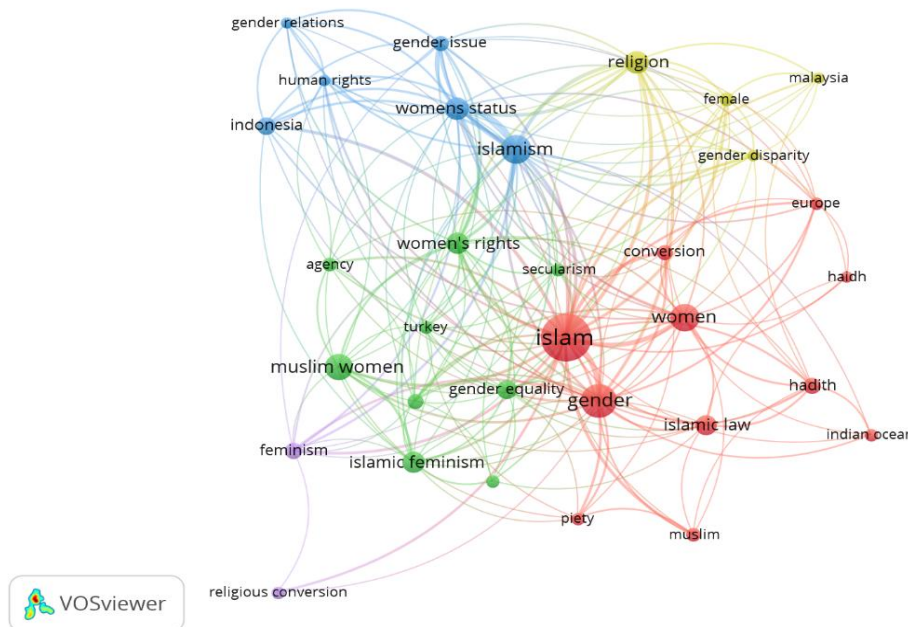 gender relations
gender issue
religion
human rights
malaysia
womens status
female
indonesia
islamism
gender disparity
europe
women's rights
conversion
agency
secularism
haidh
turkey
islam
women
muslim women
gender equality
gender
hadith
islamic law
indian ocean
feminism
islamic feminism
piety
muslim
religious conversion
VOSviewer